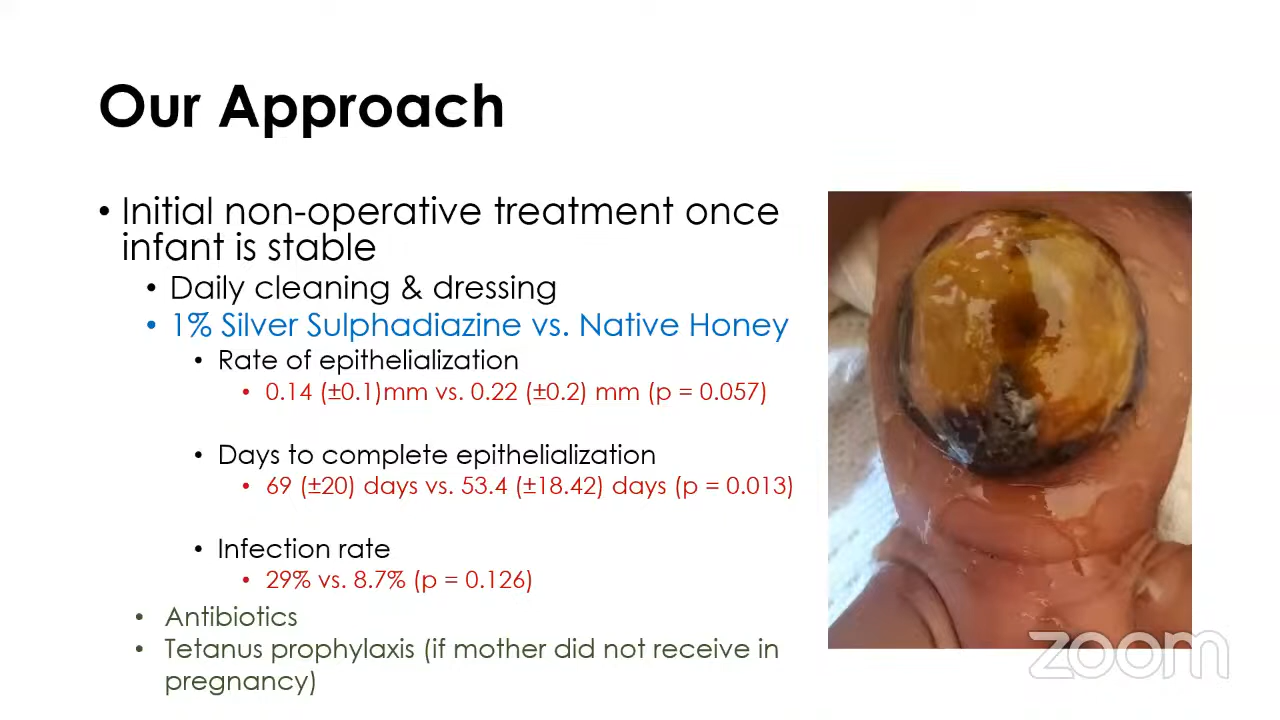 Our Approach
• Initial non-operative treatment once
infant is stable
• Daily cleaning & dressing
• 1% Silver Sulphadiazine vs. Native Honey
• Rate of epithelialization
• 0.14 (±0.1)mm vs. 0.22 (±0.2) mm (p = 0.057)
• Days to complete epithelialization
• 69 (±20) days vs. 53.4 (±18.42) days (p = 0.013)
• Infection rate
• 29% vs. 8.7% (p = 0.126)
• Antibiotics
• Tetanus prophylaxis (if mother did not receive in
pregnancy)
zoom